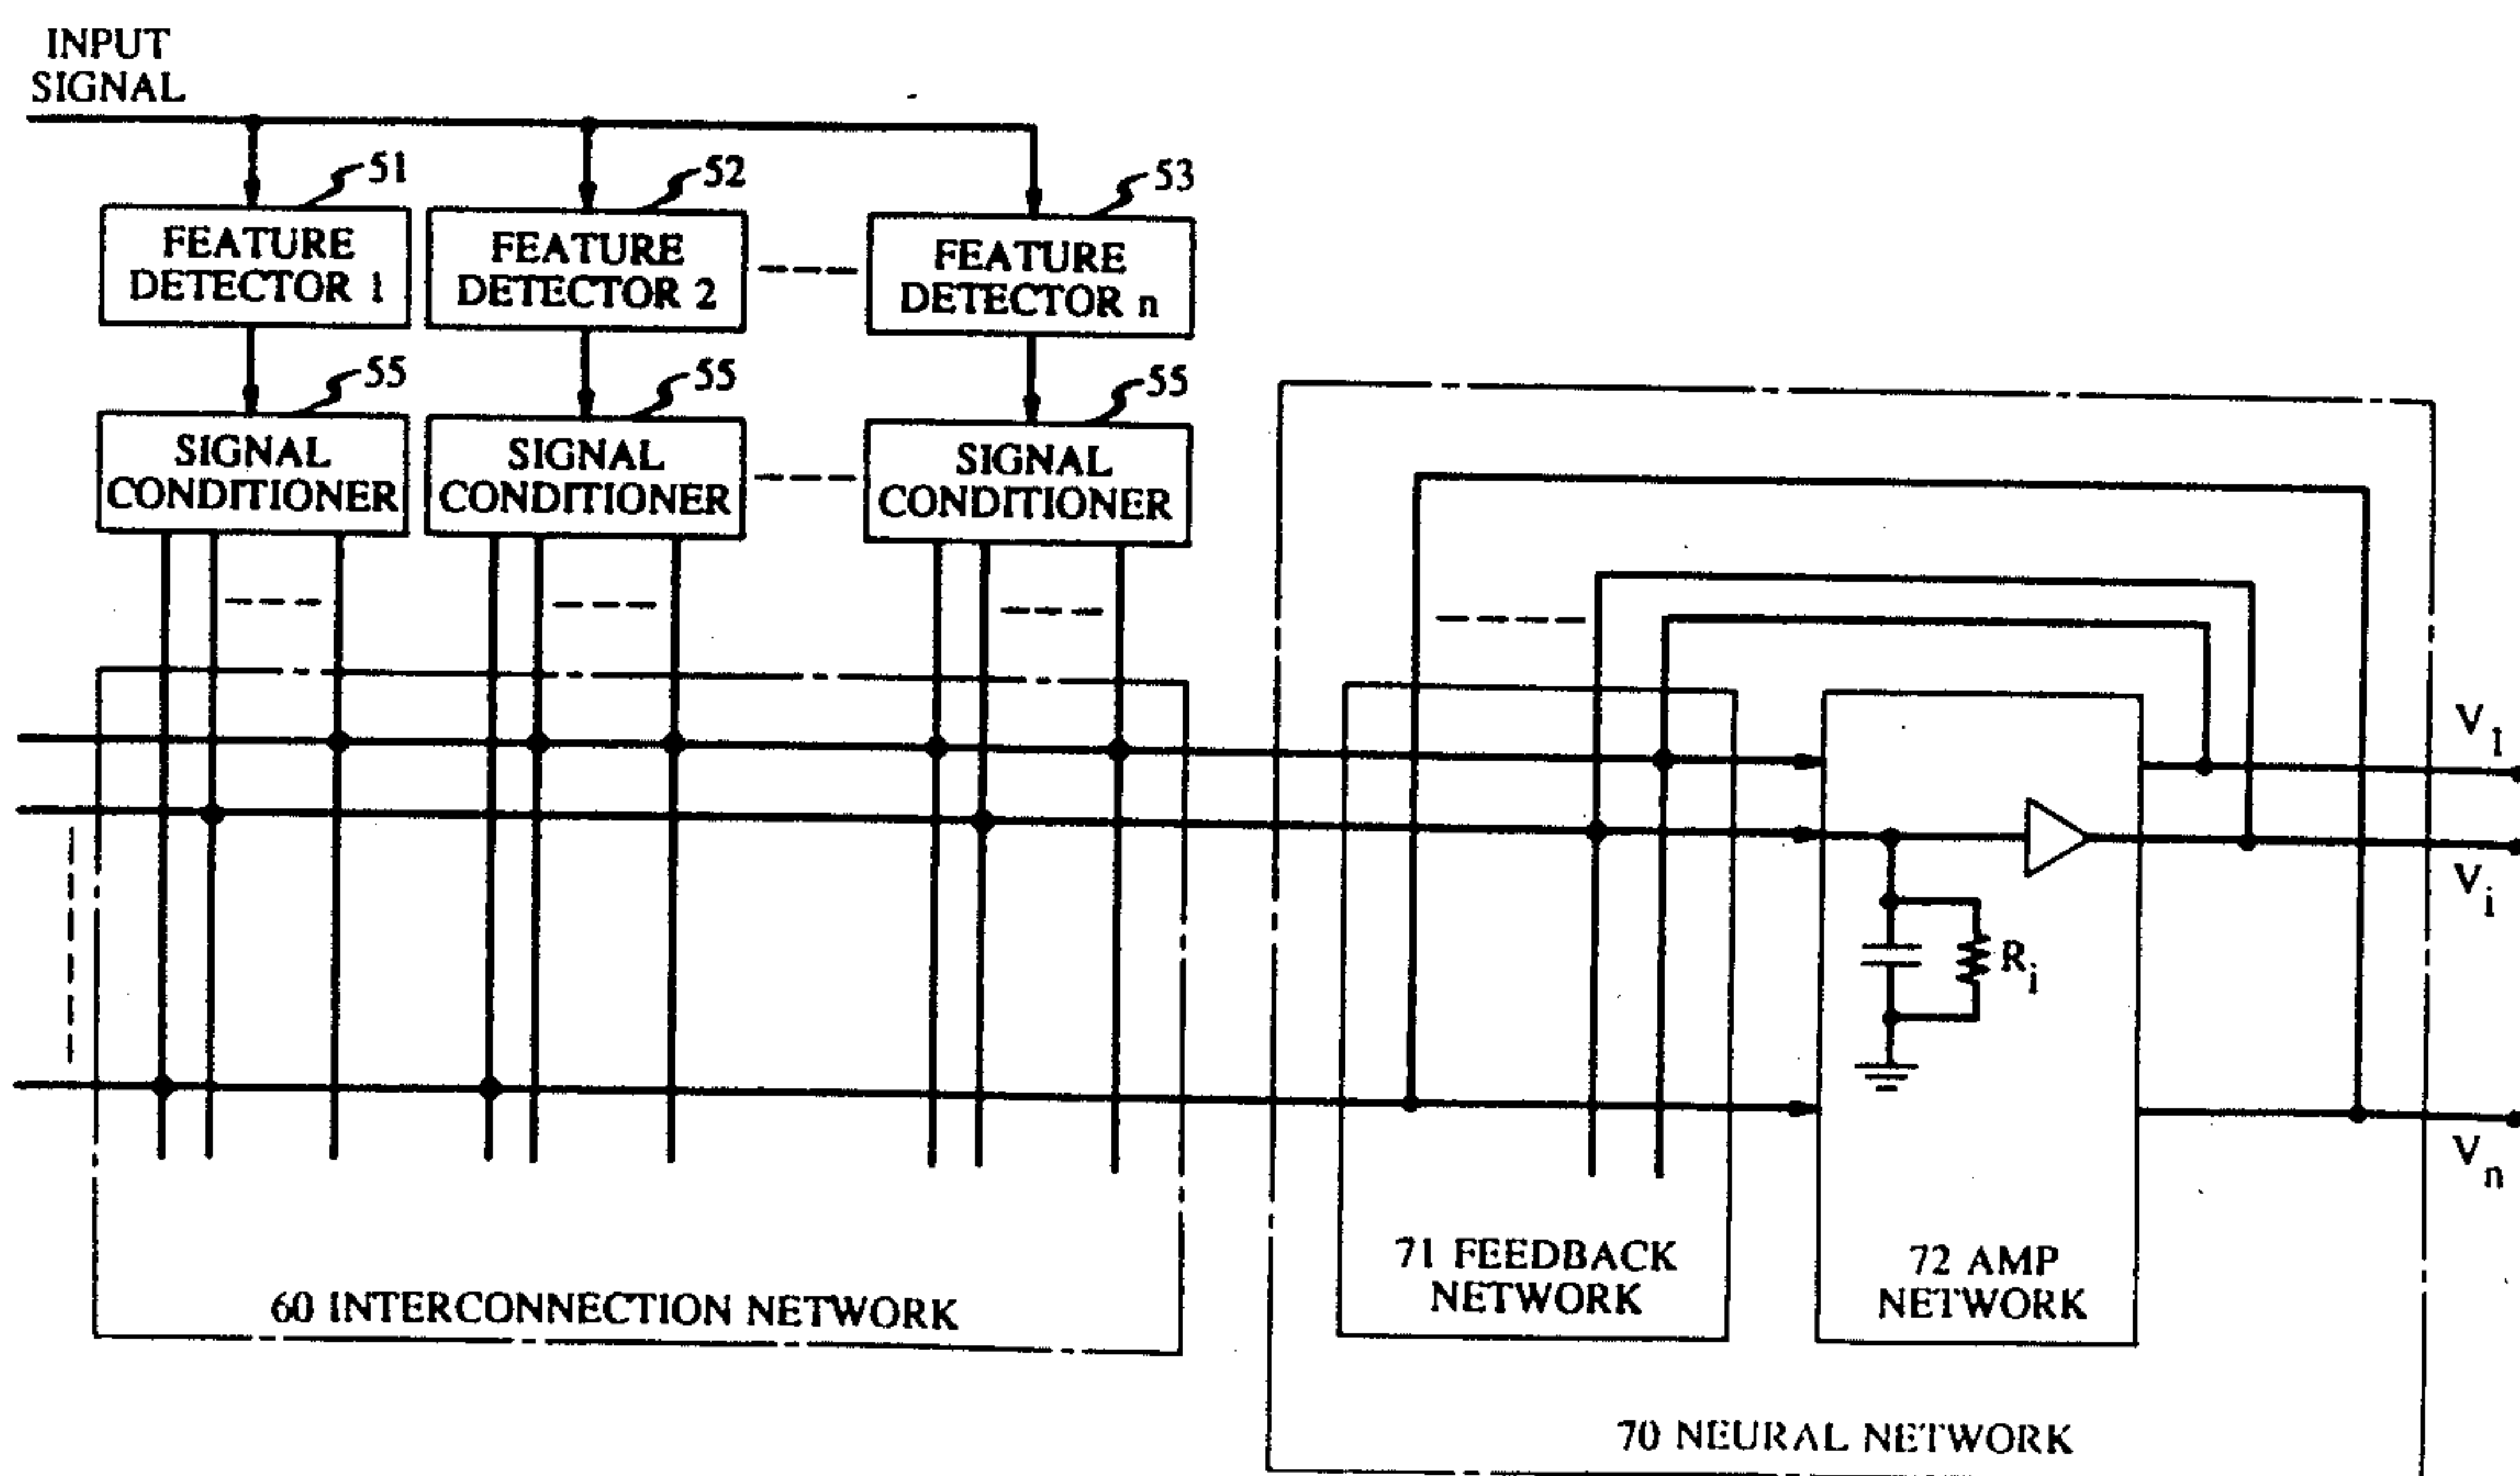 INPUT
SIGNAL
51
52
53
FEATURE
DETECTOR 1
FEATURE
DETECTOR 2
FEATURE
DETECTOR n
55
55
55
SIGNAL
CONDITIONER
SIGNAL
CONDITIONER
SIGNAL
CONDITIONER
V1
Vi
Ri
Vn
71 FEEDBACK
NETWORK
72 AMP
NETWORK
60 INTERCONNECTION NETWORK
70 NEURAL NETWORK